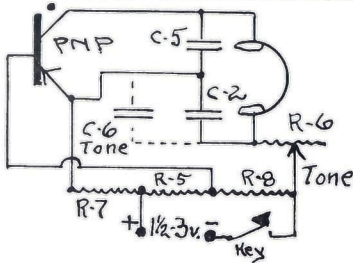 PNP
C-5
C-2
C-6
Tone
R-6
Tone
R-5
R-8
R-7
+ 1½-3v. -
Key